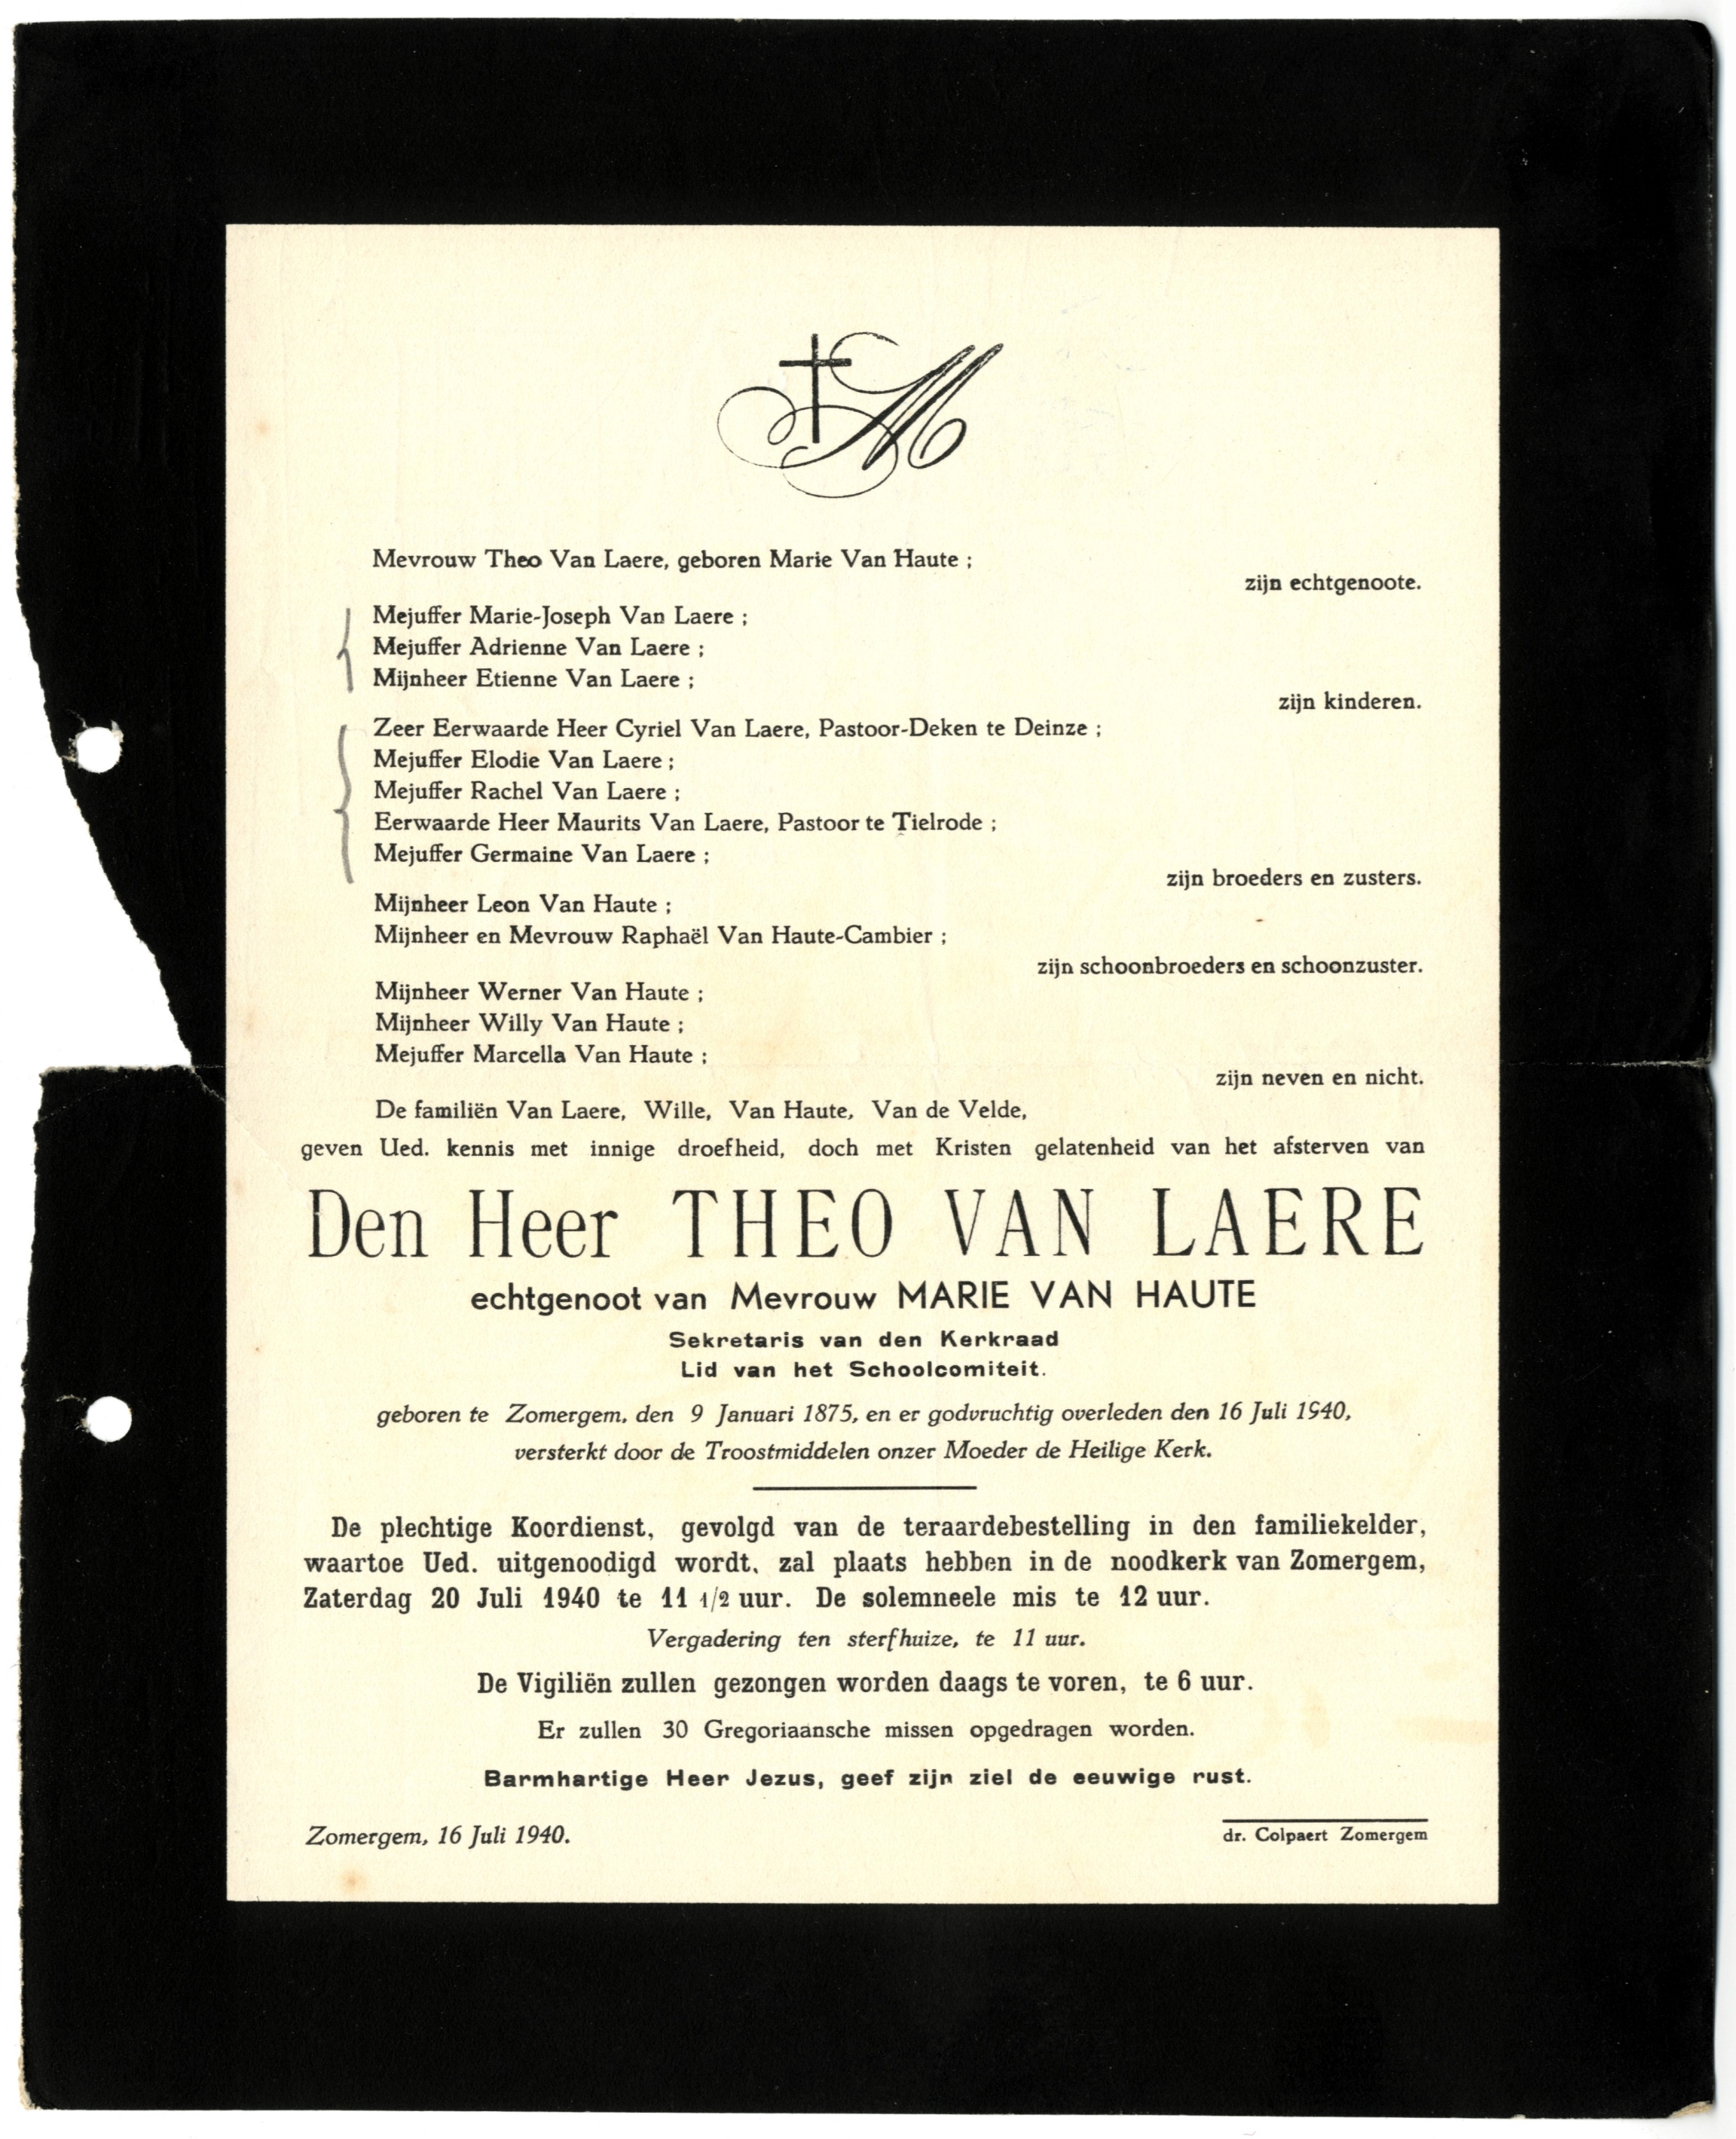 M
Mevrouw Theo Van Laere, geboren Marie Van Haute ;
zijn echtgenoote.
Mejuffer Marie-Joseph Van Laere ;
Mejuffer Adrienne Van Laere ;
Mijnheer Etienne Van Laere ;
zijn kinderen.
Zeer Eerwaarde Heer Cyriel Van Laere, Pastoor-Deken te Deinze ;
Mejuffer Elodie Van Laere ;
Mejuffer Rachel Van Laere ;
Eerwaarde Heer Maurits Van Laere, Pastoor te Tielrode ;
Mejuffer Germaine Van Laere ;
zijn broeders en zusters.
Mijnheer Leon Van Haute ;
Mijnheer en Mevrouw Raphaël Van Haute-Cambier ;
zijn schoonbroeders en schoonzuster.
Mijnheer Werner Van Haute ;
Mijnheer Willy Van Haute ;
Mejuffer Marcella Van Haute ;
zijn neven en nicht.
De familiën Van Laere, Wille, Van Haute, Van de Velde,
geven Ued. kennis met innige droefheid, doch met Kristen gelatenheid van het afsterven van
Den Heer THEO VAN LAERE
echtgenoot van Mevrouw MARIE VAN HAUTE
Sekretaris van den Kerkraad
Lid van het Schoolcomiteit.
geboren te Zomergem, den 9 Januari 1875, en er godvruchtig overleden den 16 Juli 1940,
versterkt door de Troostmiddelen onzer Moeder de Heilige Kerk.
De plechtige Koordienst, gevolgd van de teraardebestelling in den familiekelder,
waartoe Ued. uitgenoodigd wordt, zal plaats hebben in de noodkerk van Zomergem,
Zaterdag 20 Juli 1940 te 11 1/2 uur. De solemneele mis te 12 uur.
Vergadering ten sterfhuize, te 11 uur.
De Vigiliën zullen gezongen worden daags te voren, te 6 uur.
Er zullen 30 Gregoriaansche missen opgedragen worden.
Barmhartige Heer Jezus, geef zijn ziel de eeuwige rust.
Zomergem, 16 Juli 1940.
dr. Colpaert Zomergem